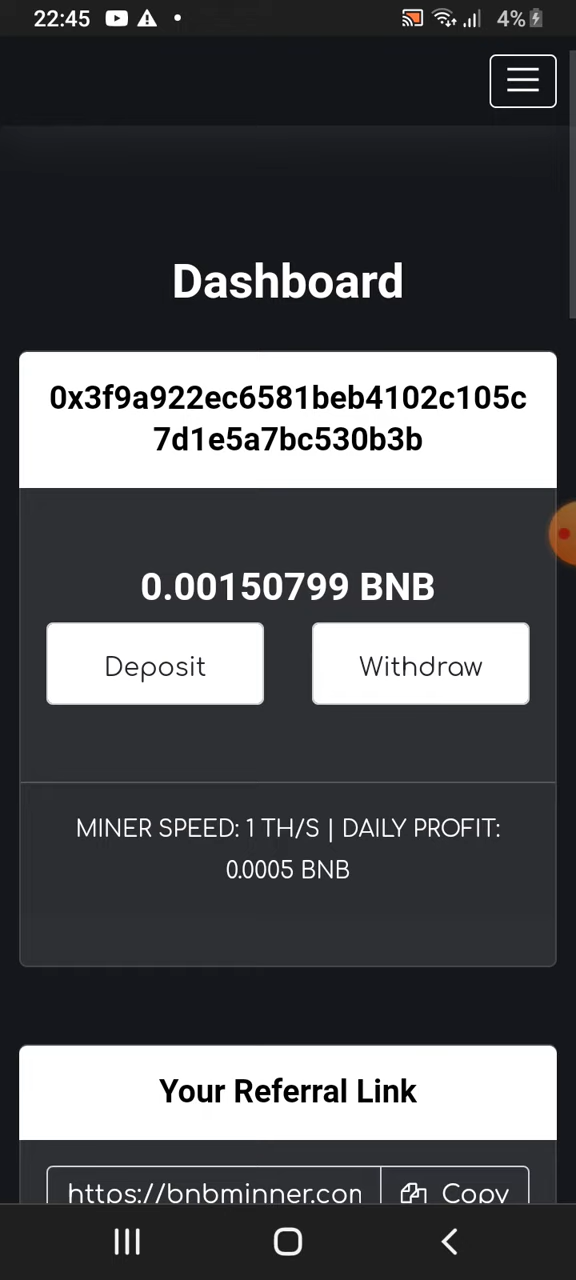 22:45
4%
Dashboard
0x3f9a922ec6581beb4102c105c
7d1e5a7bc530b3b
0.00150799 BNB
Deposit
Withdraw
MINER SPEED: 1 TH/S | DAILY PROFIT:
0.0005 BNB
Your Referral Link
https://bnbminner.con
Copy